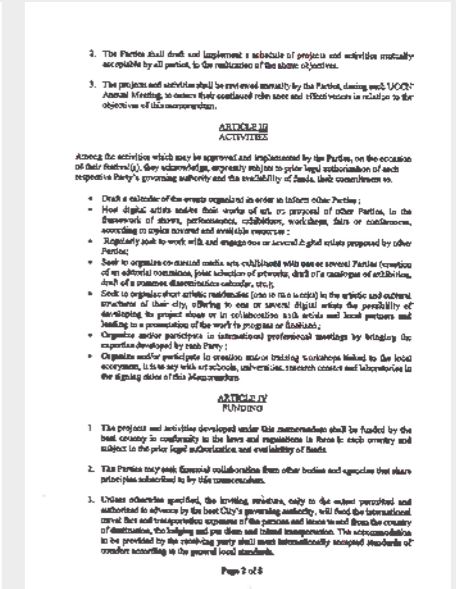 2. The Parties shall draft and implement a schedule of projects and activities mutually
acceptable by all parties, to the realization of the above objectives.
3. The projects and activities shall be reviewed annually by the Parties, during each UCCN
Annual Meeting, to ensure their continued relevance and effectiveness in relation to the
objectives of this memorandum.
ARTICLE III
ACTIVITIES
Among the activities which may be approved and implemented by the Parties, on the occasion
of their festival(s), they acknowledge, expressly subject to prior legal authorization of each
respective Party's governing authority and the availability of funds, their commitment to:
• Draft a calendar of the events organized in order to inform other Parties ;
• Host digital artists and/or their works of art, on proposal of other Parties, in the
framework of shows, performances, exhibitions, workshops, fairs or conferences,
according to topics covered and available resources ;
• Regularly seek to work with and engage one or several digital artists proposed by other
Parties;
• Seek to organize co-curated media arts exhibitions with one or several Parties (creation
of an editorial committee, joint selection of artworks, draft of a catalogue of exhibition,
draft of a common dissemination calendar, etc.);
• Seek to organize short artistic residencies (one to two weeks) in the artistic and cultural
structures of their city, offering to one or several digital artists the possibility of
developing its project alone or in collaboration with artists and local partners and
leading to a presentation of the work in progress or finalized ;
• Organize and/or participate in international professional meetings by bringing the
expertise developed by each Party ;
• Organize and/or participate in creation and/or training workshops linked to the local
ecosystem, it is to say with art schools, universities, research centers and laboratories in
the signing cities of this Memorandum.
ARTICLE IV
FUNDING
1 The projects and activities developed under this memorandum shall be funded by the
host country in conformity to the laws and regulations in force in each country and
subject to the prior legal authorization and availability of funds.
2. The Parties may seek financial collaboration from other bodies and agencies that share
principles subscribed to by this memorandum.
3. Unless otherwise specified, the inviting structure, only to the extent permitted and
authorized in advance by the host City's governing authority, will fund the international
travel fare and transportation expenses of the persons and items to and from the country
of destination, the lodging and per diem and inland transportation. The accommodation
to be provided by the receiving party shall meet internationally accepted standards of
comfort according to the general local standards.
Page 2 of 8